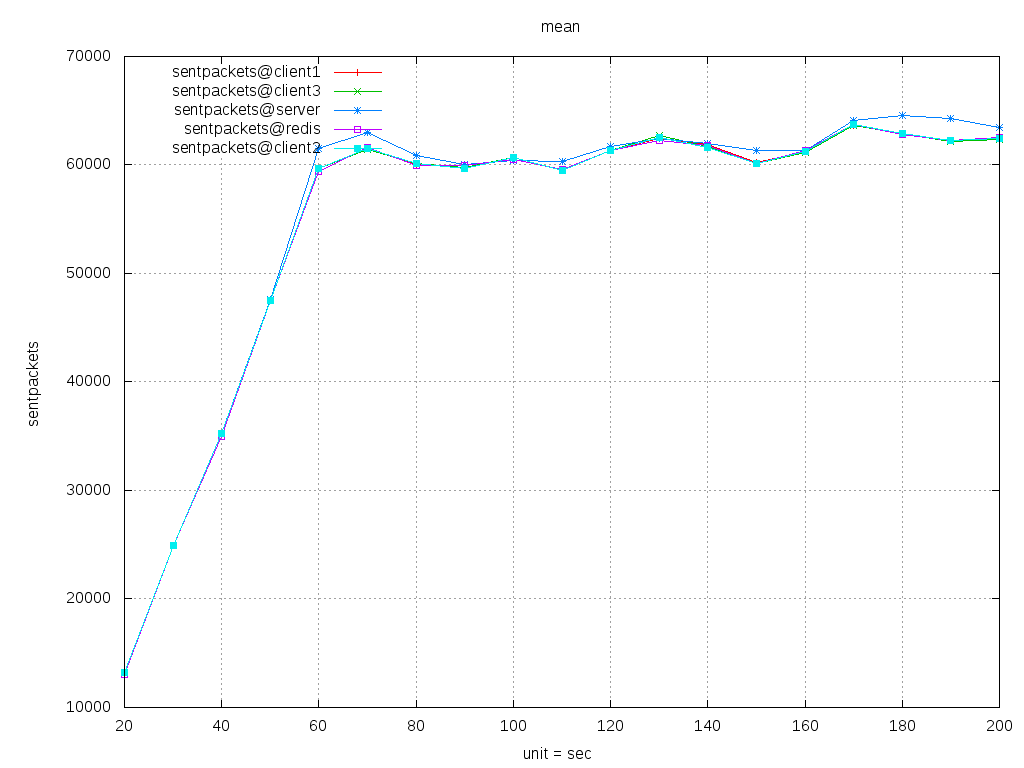 mean
70000
60000
50000
40000
30000
20000
10000
sentpackets
sentpackets@client1
sentpackets@client3
sentpackets@server
sentpackets@redis
sentpackets@client2
20 40 60 80 100 120 140 160 180 200
unit = sec